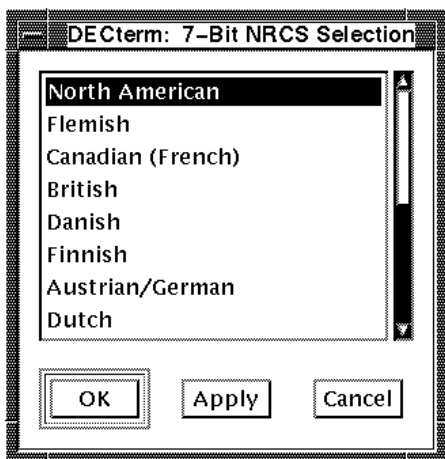 DECterm: 7-Bit NRCS Selection
North American
Flemish
Canadian (French)
British
Danish
Finnish
Austrian/German
Dutch
OK Apply Cancel